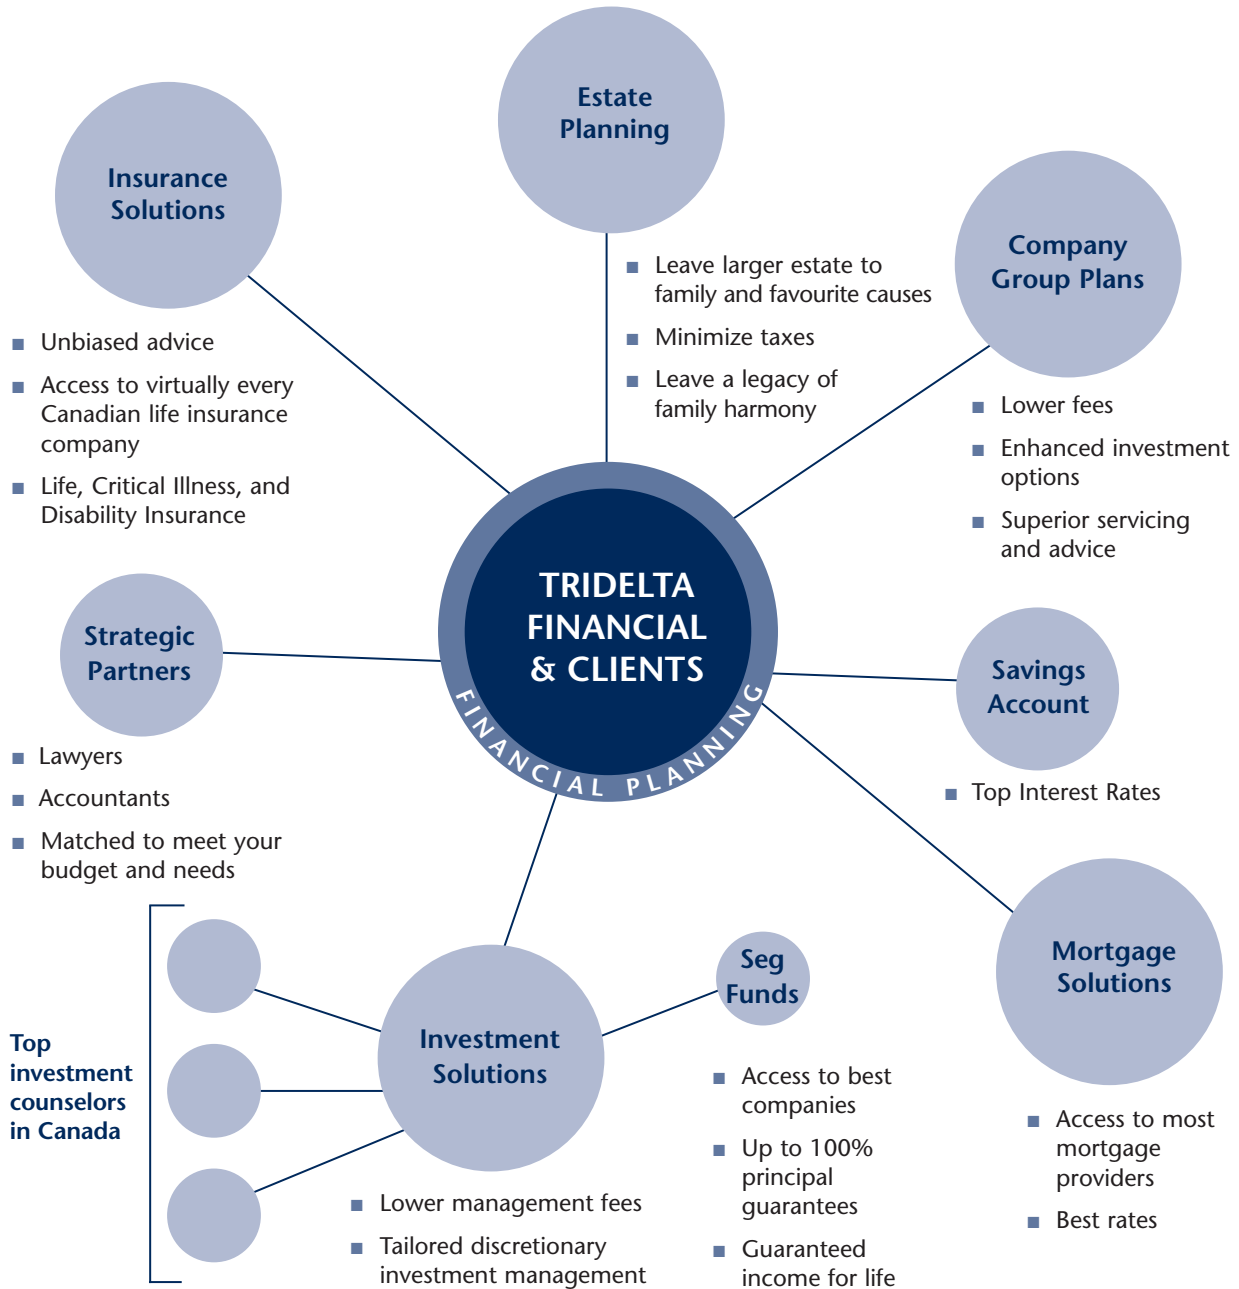 Estate
Planning
Insurance
Solutions
Company
Group Plans
Leave larger estate to
family and favourite causes
Minimize taxes
Leave a legacy of
family harmony
Unbiased advice
Access to virtually every
Canadian life insurance
company
Life, Critical Illness, and
Disability Insurance
Lower fees
Enhanced investment
options
Superior servicing
and advice
TRIDELTA
FINANCIAL
& CLIENTS
FINANCIAL PLANNING
Strategic
Partners
Lawyers
Accountants
Matched to meet your
budget and needs
Savings
Account
Top Interest Rates
Mortgage
Solutions
Access to most
mortgage
providers
Best rates
Seg
Funds
Access to best
companies
Up to 100%
principal
guarantees
Guaranteed
income for life
Investment
Solutions
Lower management fees
Tailored discretionary
investment management
Top
investment
counselors
in Canada